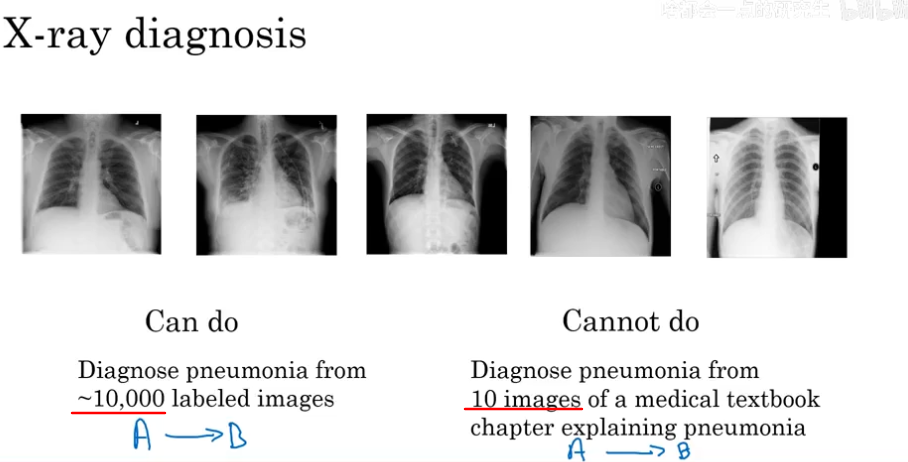 X-ray diagnosis
Can do
Cannot do
Diagnose pneumonia from
~10,000 labeled images
A → B
Diagnose pneumonia from
10 images of a medical textbook
chapter explaining pneumonia
A → B